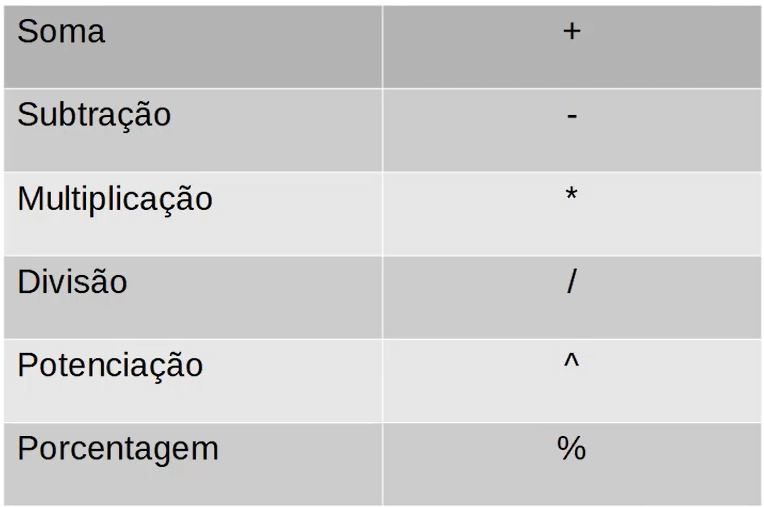 Soma +
Subtração -
Multiplicação *
Divisão /
Potenciação ^
Porcentagem %